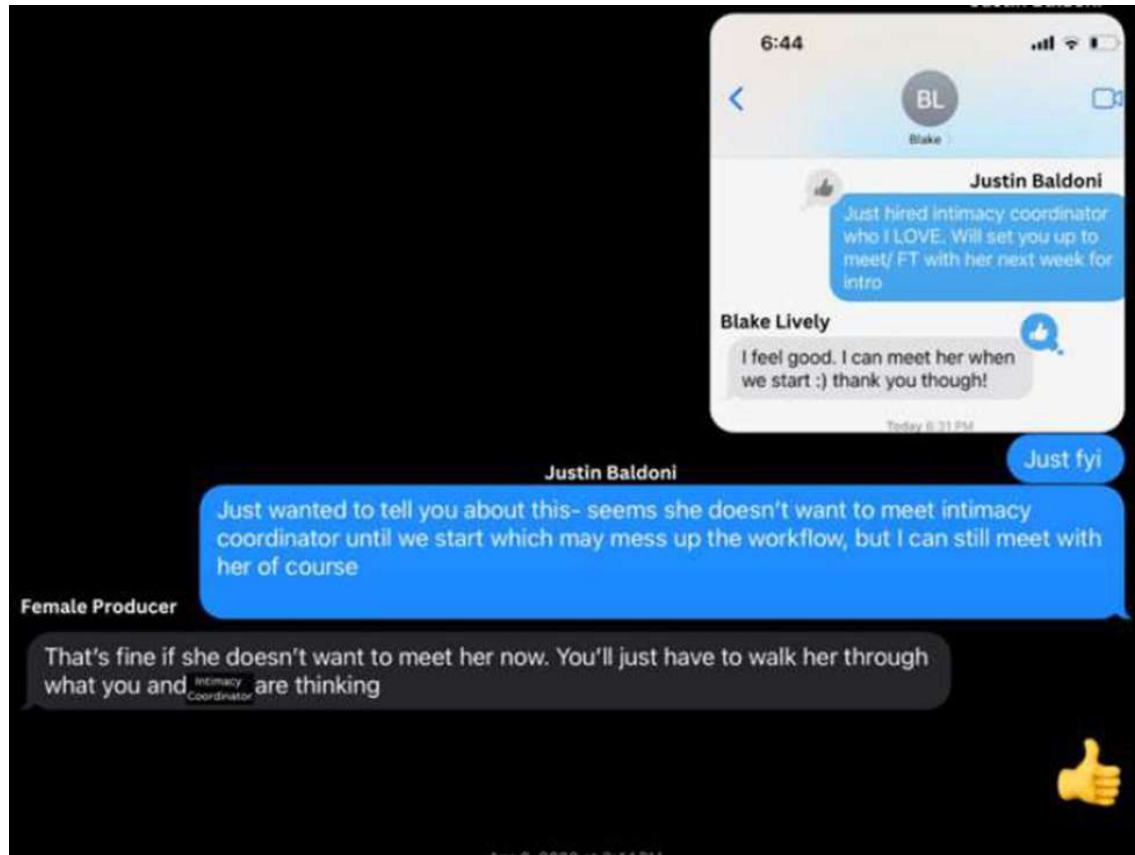 6:44
BL
Blake
Justin Baldoni
Just hired intimacy coordinator
who I LOVE. Will set you up to
meet/ FT with her next week for
intro
Blake Lively
I feel good. I can meet her when
we start :) thank you though!
Today 6:31 PM
Just fyi
Justin Baldoni
Just wanted to tell you about this- seems she doesn't want to meet intimacy
coordinator until we start which may mess up the workflow, but I can still meet with
her of course
Female Producer
That's fine if she doesn't want to meet her now. You'll just have to walk her through
what you and Intimacy Coordinator are thinking